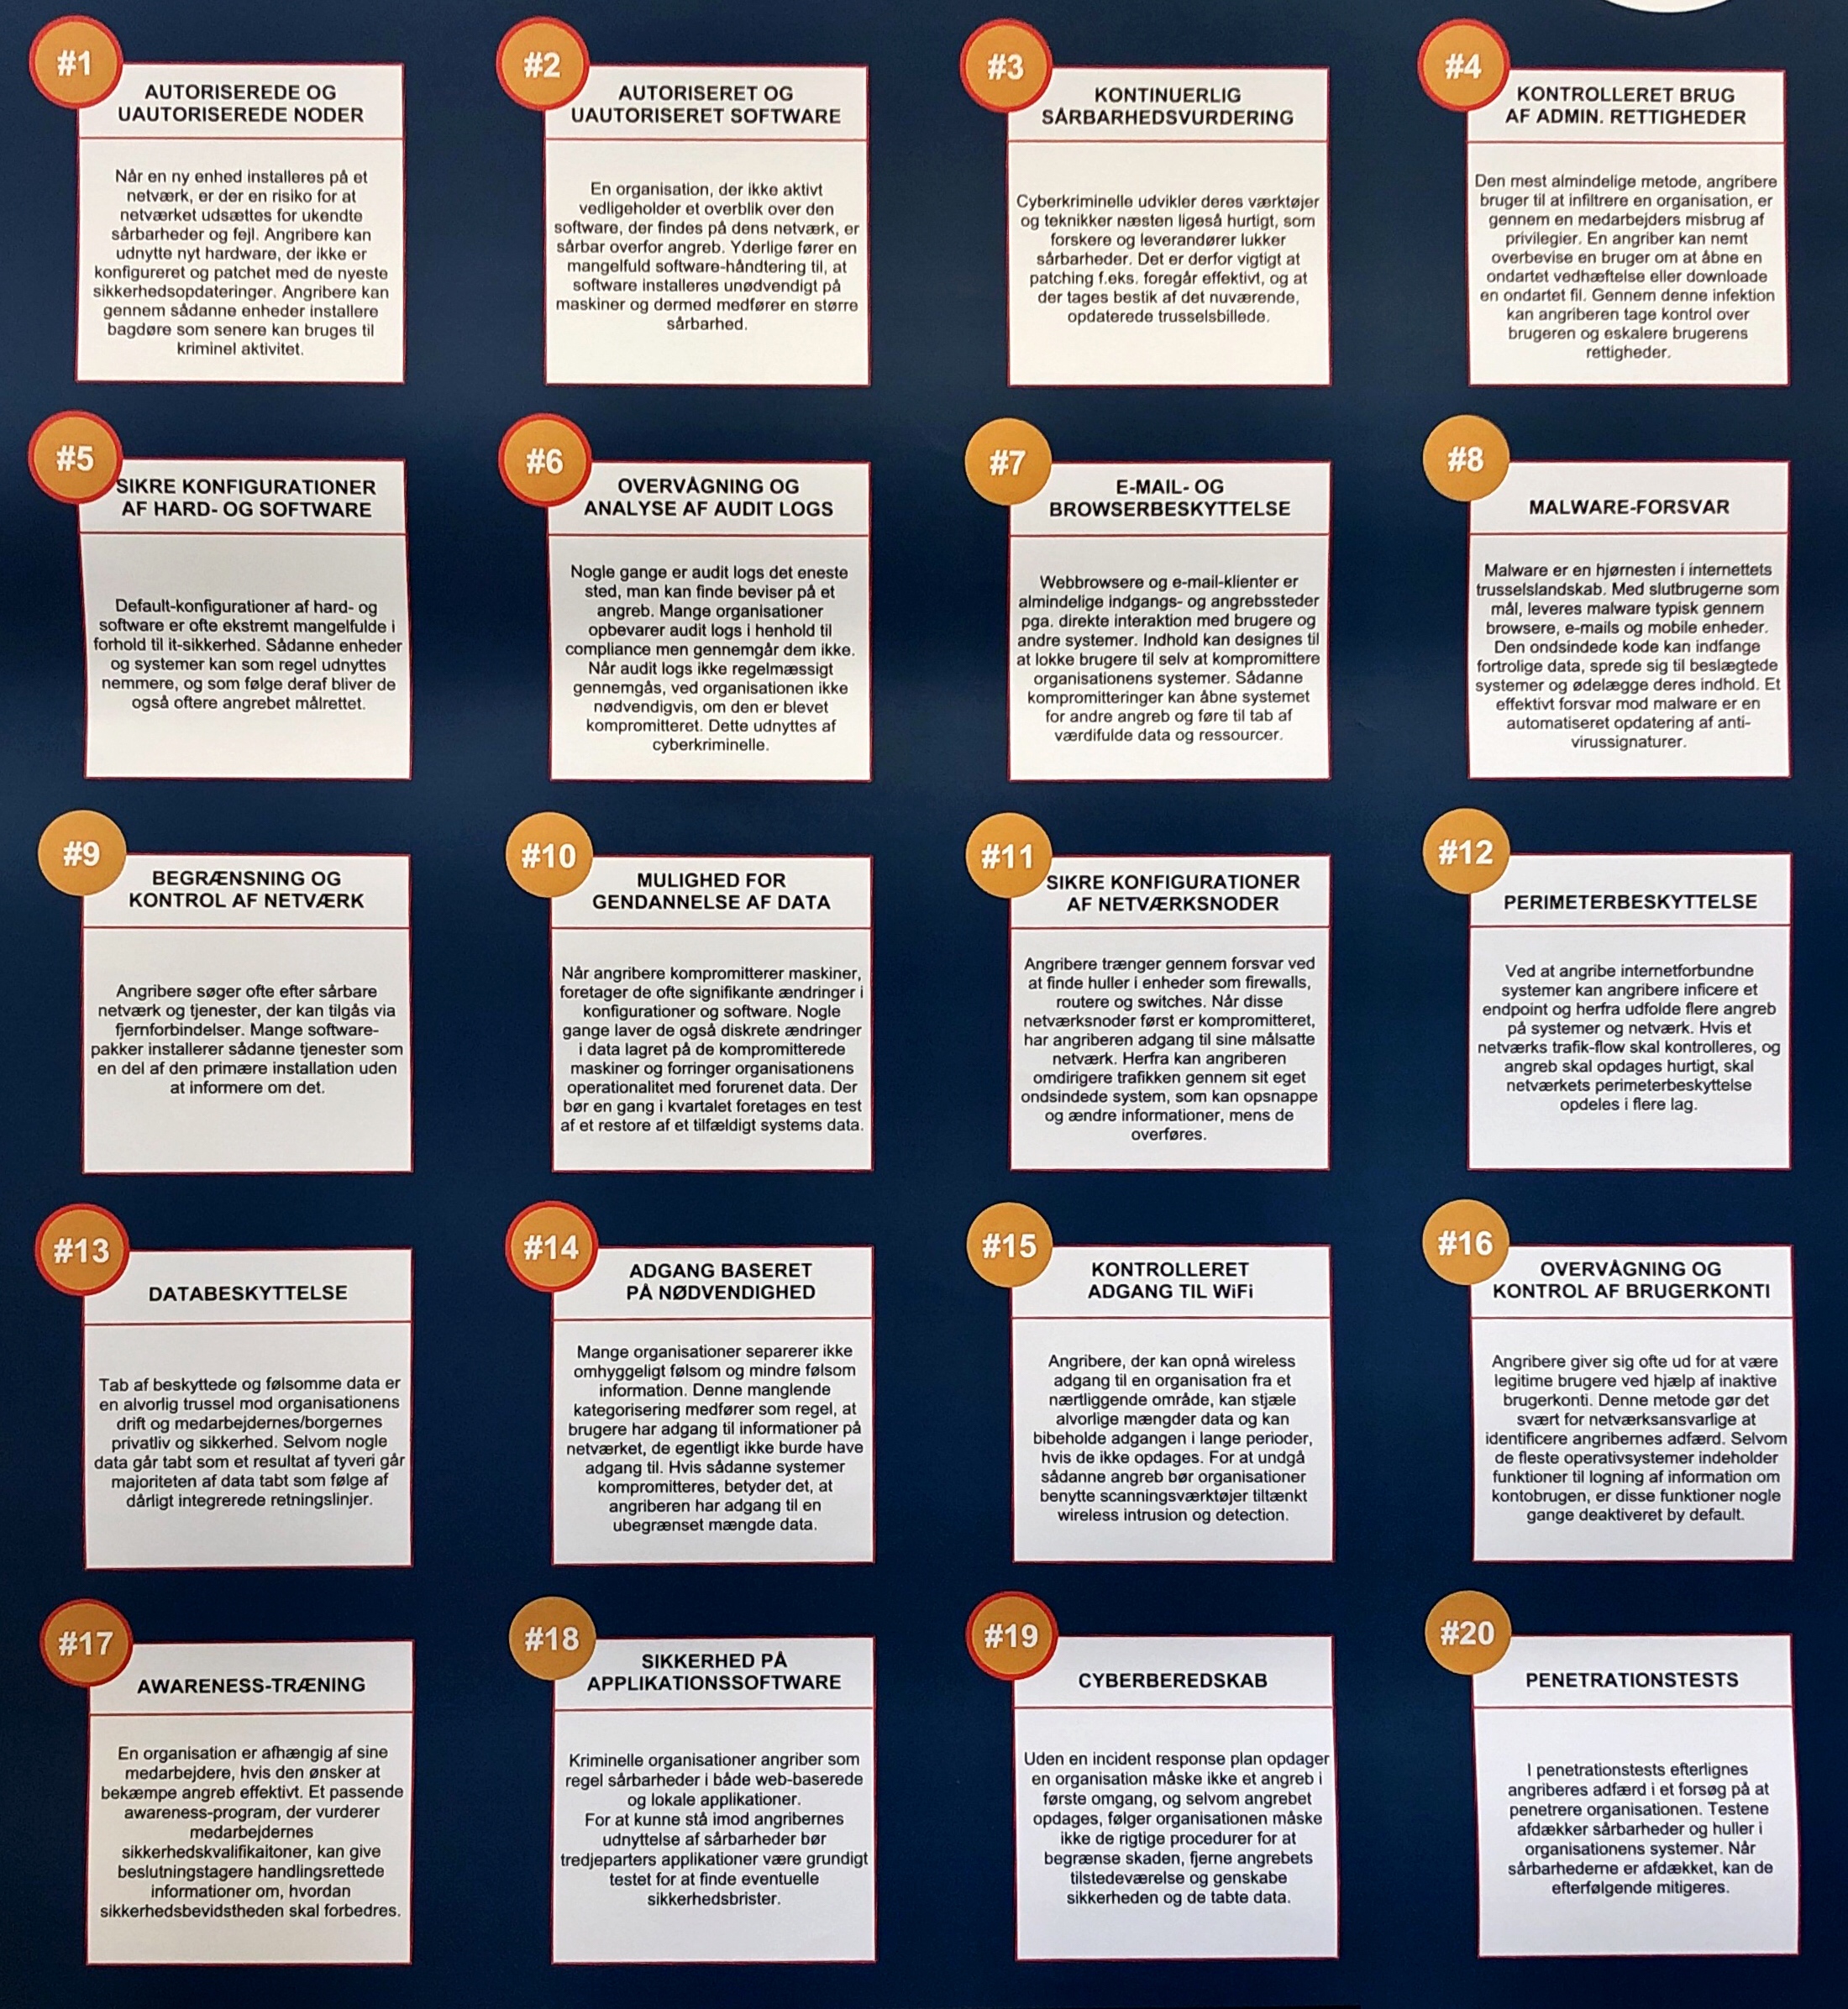 #1
AUTORISEREDE OG
UAUTORISEREDE NODER
Når en ny enhed installeres på et
netværk, er der en risiko for at
netværket udsættes for ukendte
sårbarheder og fejl. Angribere kan
udnytte nyt hardware, der ikke er
konfigureret og patchet med de nyeste
sikkerhedsopdateringer. Angribere kan
gennem sådanne enheder installere
bagdøre som senere kan bruges til
kriminel aktivitet.
#2
AUTORISERET OG
UAUTORISERET SOFTWARE
En organisation, der ikke aktivt
vedligeholder et overblik over den
software, der findes på dens netværk, er
sårbar overfor angreb. Yderlige fører en
mangelfuld software-håndtering til, at
software installeres unødvendigt på
maskiner og dermed medfører en større
sårbarhed.
#3
KONTINUERLIG
SÅRBARHEDSVURDERING
Cyberkriminelle udvikler deres værktøjer
og teknikker næsten ligeså hurtigt, som
forskere og leverandører lukker
sårbarheder. Det er derfor vigtigt at
patching f.eks. foregår effektivt, og at
der tages bestik af det nuværende,
opdaterede trusselsbillede.
#4
KONTROLLERET BRUG
AF ADMIN. RETTIGHEDER
Den mest almindelige metode, angribere
bruger til at infiltrere en organisation, er
gennem en medarbejders misbrug af
privilegier. En angriber kan nemt
overbevise en bruger om at åbne en
ondartet vedhæftelse eller downloade
en ondartet fil. Gennem denne infektion
kan angriberen tage kontrol over
brugeren og eskalere brugerens
rettigheder.
#5
SIKRE KONFIGURATIONER
AF HARD- OG SOFTWARE
Default-konfigurationer af hard- og
software er ofte ekstremt mangelfulde i
forhold til it-sikkerhed. Sådanne enheder
og systemer kan som regel udnyttes
nemmere, og som følge deraf bliver de
også oftere angrebet målrettet.
#6
OVERVÅGNING OG
ANALYSE AF AUDIT LOGS
Nogle gange er audit logs det eneste
sted, man kan finde beviser på et
angreb. Mange organisationer
opbevarer audit logs i henhold til
compliance men gennemgår dem ikke.
Når audit logs ikke regelmæssigt
gennemgås, ved organisationen ikke
nødvendigvis, om den er blevet
kompromitteret. Dette udnyttes af
cyberkriminelle.
#7
E-MAIL- OG
BROWSERBESKYTTELSE
Webbrowsere og e-mail-klienter er
almindelige indgangs- og angrebssteder
pga. direkte interaktion med brugere og
andre systemer. Indhold kan designes til
at lokke brugere til selv at kompromittere
organisationens systemer. Sådanne
kompromitteringer kan åbne systemet
for andre angreb og føre til tab af
værdifulde data og ressourcer.
#8
MALWARE-FORSVAR
Malware er en hjørnesten i internettets
trusselslandskab. Med slutbrugerne som
mål, leveres malware typisk gennem
browsere, e-mails og mobile enheder.
Den ondsindede kode kan indfange
fortrolige data, sprede sig til beslægtede
systemer og ødelægge deres indhold. Et
effektivt forsvar mod malware er en
automatiseret opdatering af anti-
virussignaturer.
#9
BEGRÆNSNING OG
KONTROL AF NETVÆRK
Angribere søger ofte efter sårbare
netværk og tjenester, der kan tilgås via
fjernforbindelser. Mange software-
pakker installerer sådanne tjenester som
en del af den primære installation uden
at informere om det.
#10
MULIGHED FOR
GENDANNELSE AF DATA
Når angribere kompromitterer maskiner,
foretager de ofte signifikante ændringer i
konfigurationer og software. Nogle
gange laver de også diskrete ændringer
i data lagret på de kompromitterede
maskiner og forringer organisationens
operationalitet med forurenet data. Der
bør en gang i kvartalet foretages en test
af et restore af et tilfældigt systems data.
#11
SIKRE KONFIGURATIONER
AF NETVÆRKSNODER
Angribere trænger gennem forsvar ved
at finde huller i enheder som firewalls,
routere og switches. Når disse
netværksnoder først er kompromitteret,
har angriberen adgang til sine målsatte
netværk. Herfra kan angriberen
omdirigere trafikken gennem sit eget
ondsindede system, som kan opsnappe
og ændre informationer, mens de
overføres.
#12
PERIMETERBESKYTTELSE
Ved at angribe internetforbundne
systemer kan angribere inficere et
endpoint og herfra udfolde flere angreb
på systemer og netværk. Hvis et
netværks trafik-flow skal kontrolleres, og
angreb skal opdages hurtigt, skal
netværkets perimeterbeskyttelse
opdeles i flere lag.
#13
DATABESKYTTELSE
Tab af beskyttede og følsomme data er
en alvorlig trussel mod organisationens
drift og medarbejdernes/borgernes
privatliv og sikkerhed. Selvom nogle
data går tabt som et resultat af tyveri går
majoriteten af data tabt som følge af
dårligt integrerede retningslinjer.
#14
ADGANG BASERET
PÅ NØDVENDIGHED
Mange organisationer separerer ikke
omhyggeligt følsom og mindre følsom
information. Denne manglende
kategorisering medfører som regel, at
brugere har adgang til informationer på
netværket, de egentligt ikke burde have
adgang til. Hvis sådanne systemer
kompromitteres, betyder det, at
angriberen har adgang til en
ubegrænset mængde data.
#15
KONTROLLERET
ADGANG TIL WiFi
Angribere, der kan opnå wireless
adgang til en organisation fra et
nærtliggende område, kan stjæle
alvorlige mængder data og kan
bibeholde adgangen i lange perioder,
hvis de ikke opdages. For at undgå
sådanne angreb bør organisationer
benytte scanningsværktøjer tiltænkt
wireless intrusion og detection.
#16
OVERVÅGNING OG
KONTROL AF BRUGERKONTI
Angribere giver sig ofte ud for at være
legitime brugere ved hjælp af inaktive
brugerkonti. Denne metode gør det
svært for netværksansvarlige at
identificere angribernes adfærd. Selvom
de fleste operativsystemer indeholder
funktioner til logning af information om
kontobrugen, er disse funktioner nogle
gange deaktiveret by default.
#17
AWARENESS-TRÆNING
En organisation er afhængig af sine
medarbejdere, hvis den ønsker at
bekæmpe angreb effektivt. Et passende
awareness-program, der vurderer
medarbejdernes
sikkerhedskvalifikaitoner, kan give
beslutningstagere handlingsrettede
informationer om, hvordan
sikkerhedsbevidstheden skal forbedres.
#18
SIKKERHED PÅ
APPLIKATIONSSOFTWARE
Kriminelle organisationer angriber som
regel sårbarheder i både web-baserede
og lokale applikationer.
For at kunne stå imod angribernes
udnyttelse af sårbarheder bør
tredjeparters applikationer være grundigt
testet for at finde eventuelle
sikkerhedsbrister.
#19
CYBERBEREDSKAB
Uden en incident response plan opdager
en organisation måske ikke et angreb i
første omgang, og selvom angrebet
opdages, følger organisationen måske
ikke de rigtige procedurer for at
begrænse skaden, fjerne angrebets
tilstedeværelse og genskabe
sikkerheden og de tabte data.
#20
PENETRATIONSTESTS
I penetrationstests efterlignes
angriberes adfærd i et forsøg på at
penetrere organisationen. Testene
afdækker sårbarheder og huller i
organisationens systemer. Når
sårbarhederne er afdækket, kan de
efterfølgende mitigeres.